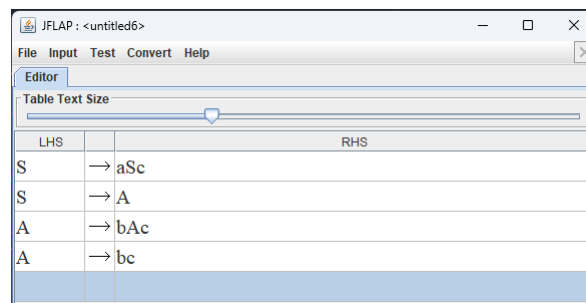 JFLAP : <untitled6>
File Input Test Convert Help
Editor
Table Text Size
LHS RHS
S → aSc
S → A
A → bAc
A → bc